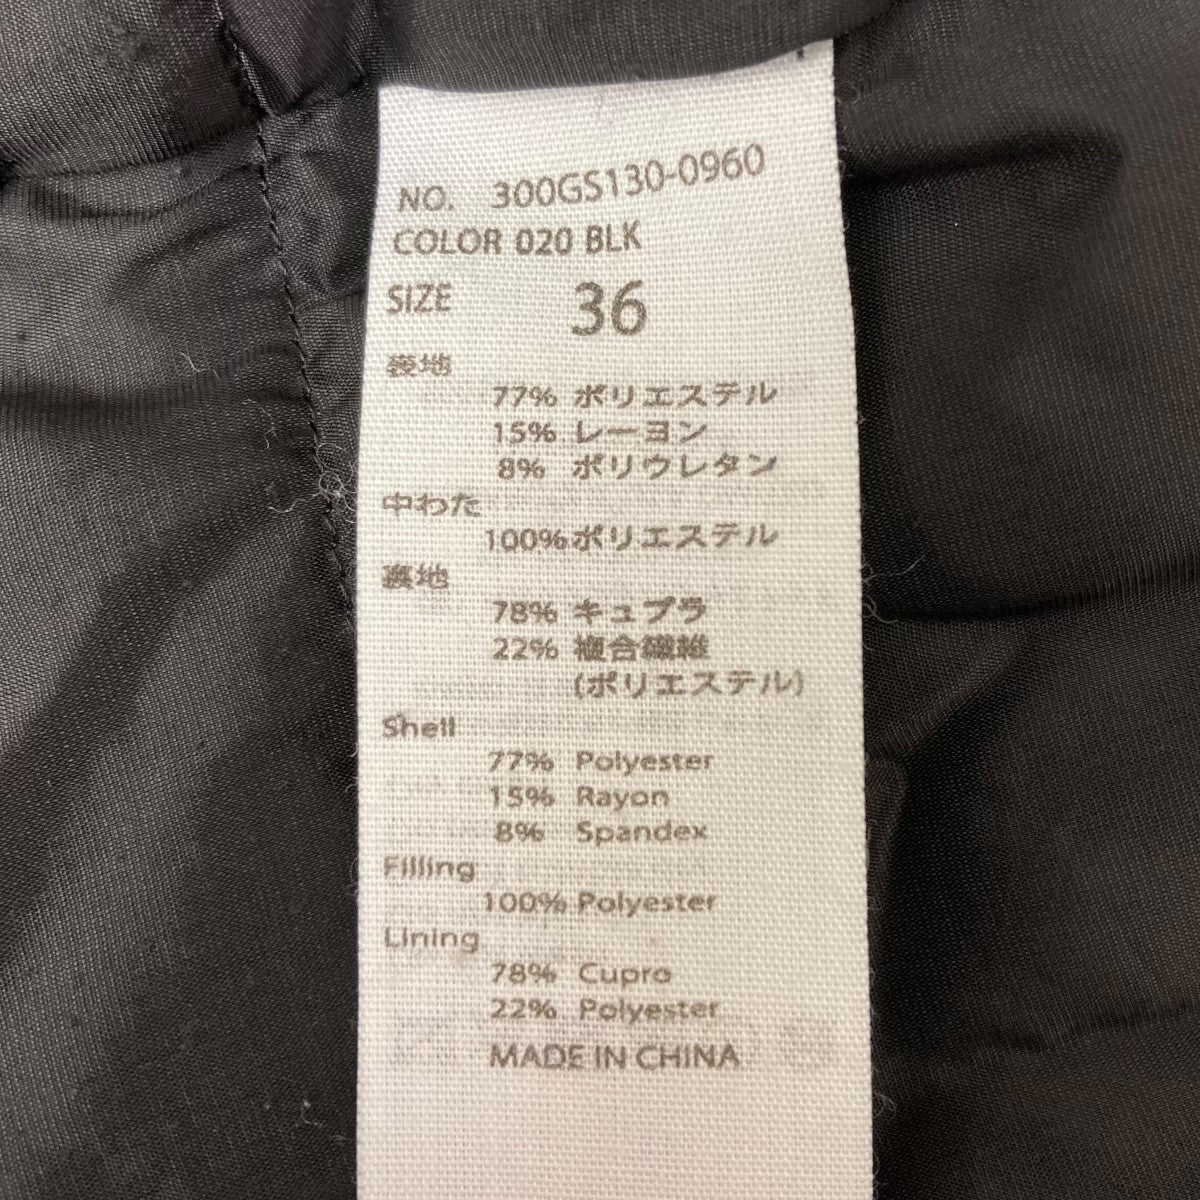 NO. 300GS130-0960
COLOR 020 BLK
SIZE 36
表地
77% ポリエステル
15% レーヨン
8% ポリウレタン
中わた
100% ポリエステル
裏地
78% キュプラ
22% 複合繊維
(ポリエステル)
Shell
77% Polyester
15% Rayon
8% Spandex
Filling
100% Polyester
Lining
78% Cupro
22% Polyester
MADE IN CHINA